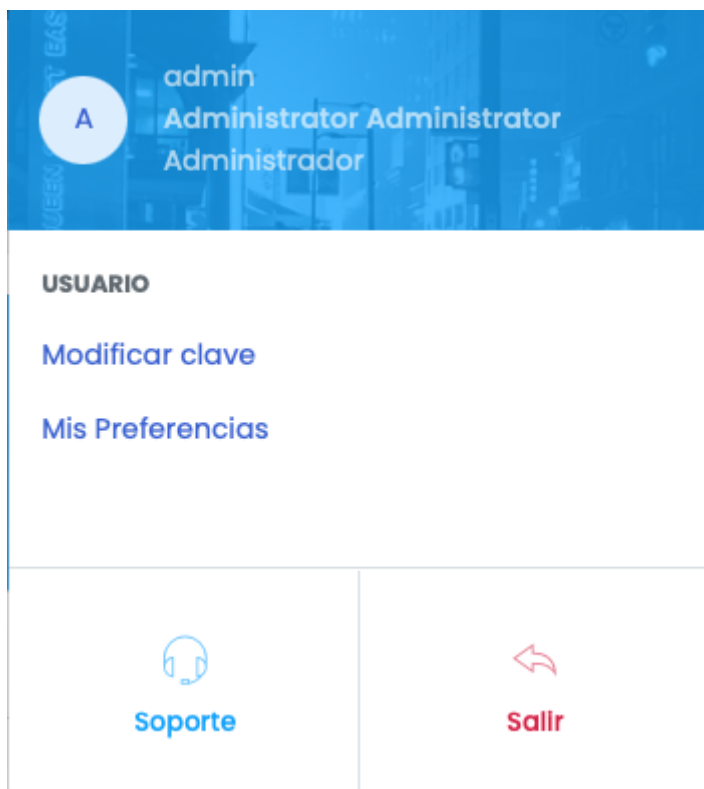 A
admin
Administrator Administrator
Administrador
USUARIO
Modificar clave
Mis Preferencias
Soporte
Salir